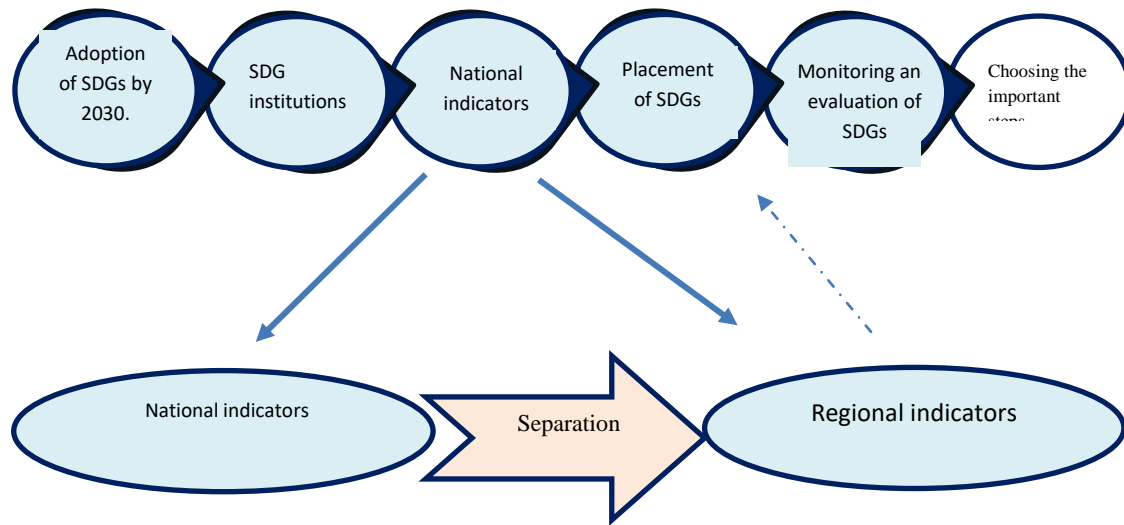 Adoption
of SDGs by
2030.
SDG
institutions
National
indicators
Placement
of SDGs
Monitoring an
evaluation of
SDGs
Choosing the
important
steps
National indicators
Separation
Regional indicators